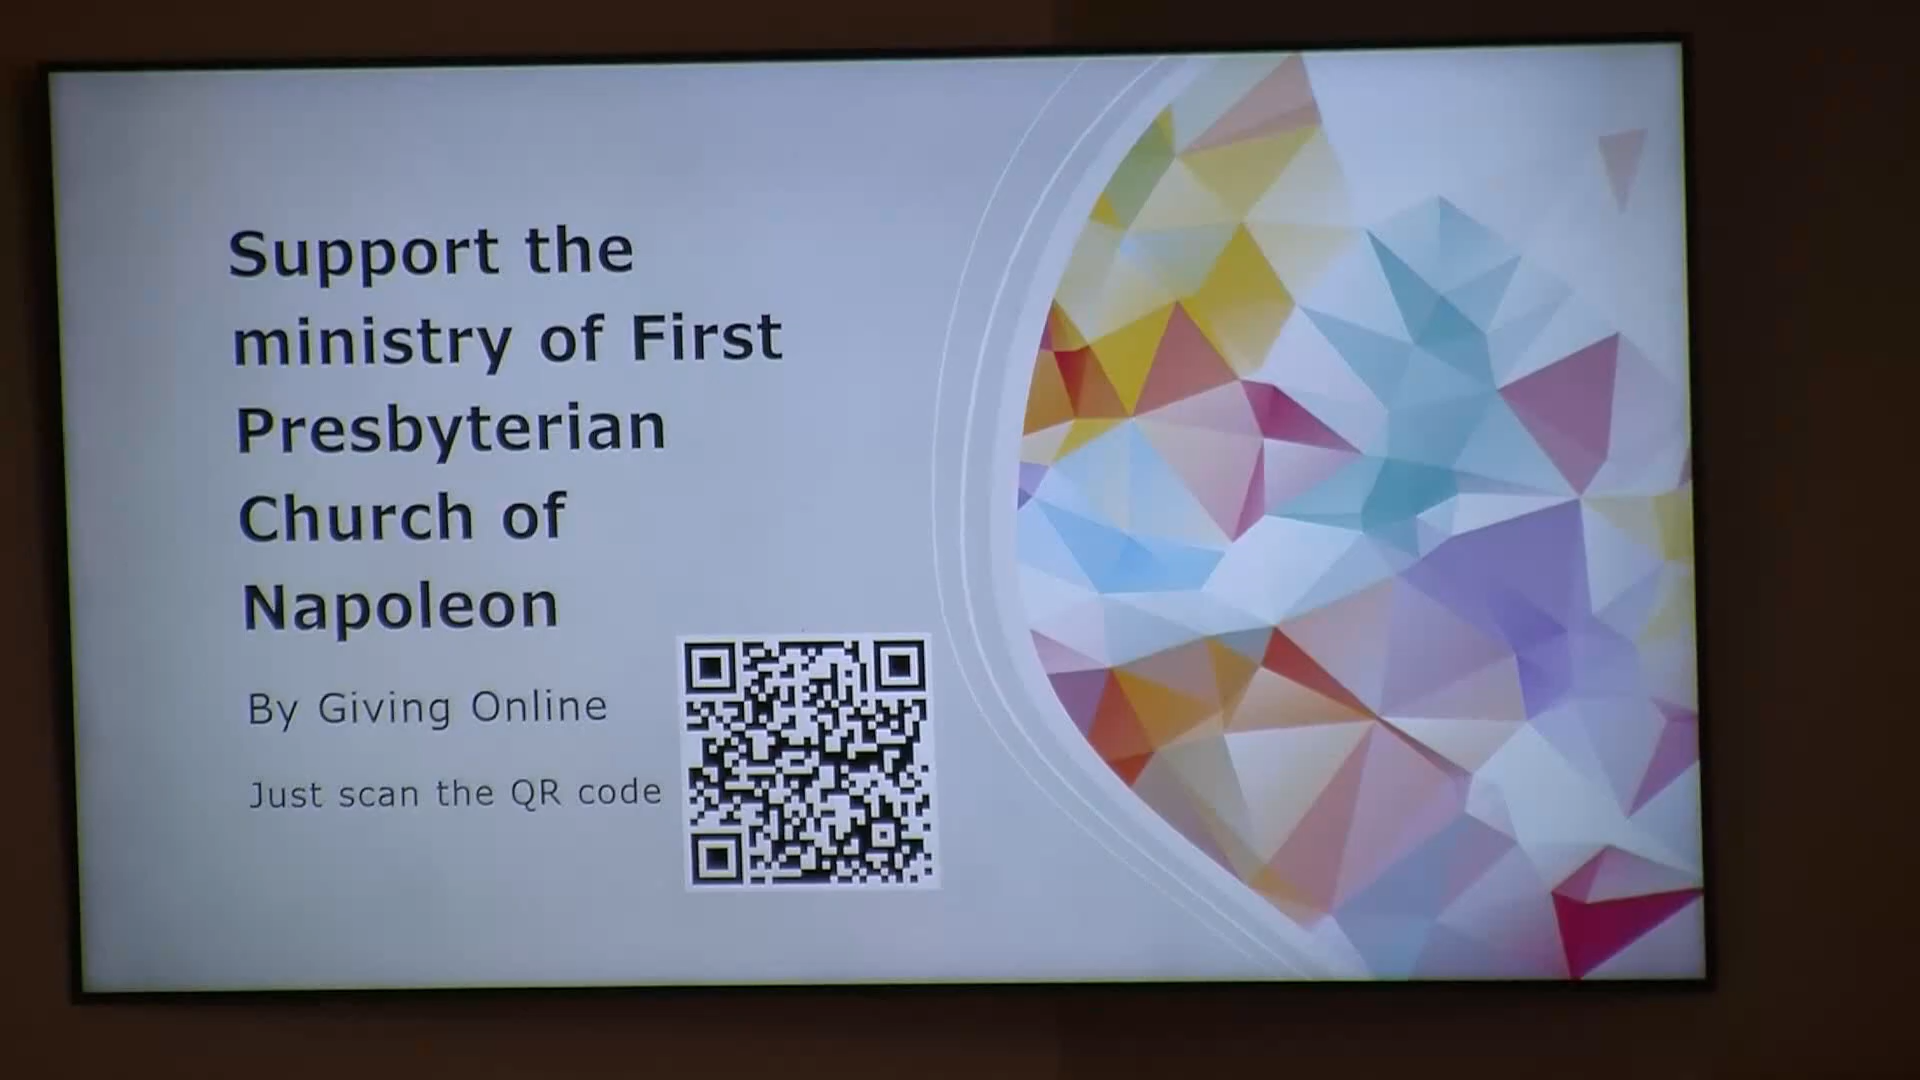 Support the
ministry of First
Presbyterian
Church of
Napoleon
By Giving Online
Just scan the QR code